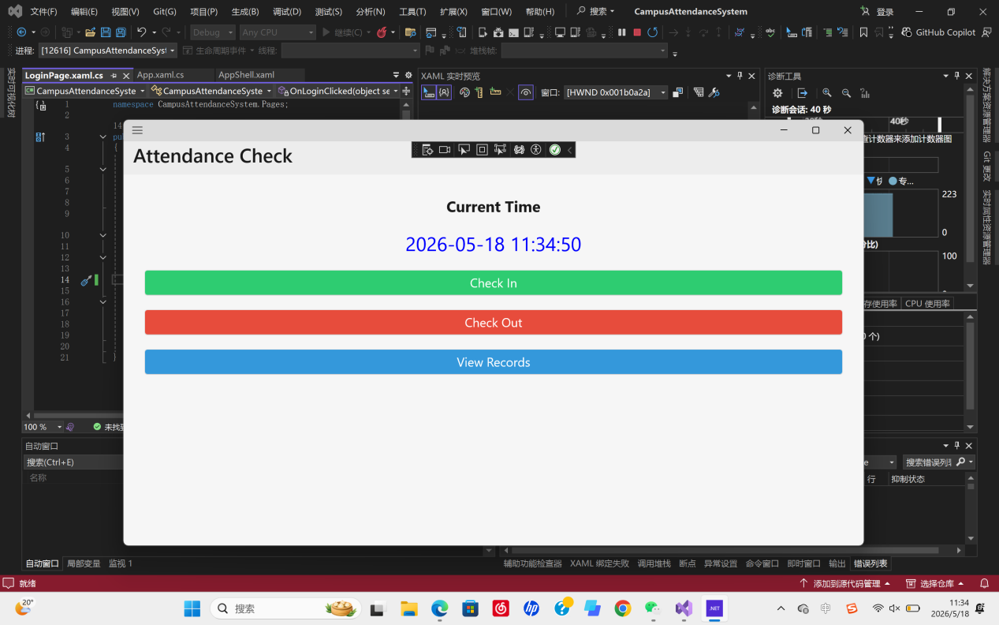 文件(F) 编辑(E) 视图(V) Git(G) 项目(P) 生成(B) 调试(D) 测试(S) 分析(N) 工具(T) 扩展(X) 窗口(W) 帮助(H) 搜索 CampusAttendanceSystem 登录
Debug Any CPU 继续(C) GitHub Copilot
进程: [12616] CampusAttendanceSyst 生命周期事件 线程: 堆栈帧:
实时可视化树
LoginPage.xaml.cs App.xaml.cs AppShell.xaml
CampusAttendanceSyste CampusAttendanceSyste OnLoginClicked(object se
1 namespace CampusAttendanceSystem.Pages;
2
14
3 pu
4 {
5
6
7
8
9
10
11
12
13
14
15
16
17
18
19
20
21 }
100 % 未找
XAML 实时预览
窗口: [HWND 0x001b0a2a]
诊断工具
诊断会话: 40 秒
40秒
查计数器来添加计数器图
专...
223
0
100
存使用率 CPU 使用率
解决方案资源管理器
Git 更改
实时属性资源管理器
Attendance Check
Current Time
2026-05-18 11:34:50
Check In
Check Out
View Records
自动窗口
搜索(Ctrl+E)
名称
搜索错误列
行 抑制状态
自动窗口 局部变量 监视 1
辅助功能检查器 XAML 绑定失败 调用堆栈 断点 异常设置 命令窗口 即时窗口 输出 错误列表
就绪 添加到源代码管理 选择仓库
20°
搜索
hp
.NET
中
11:34
2026/5/18